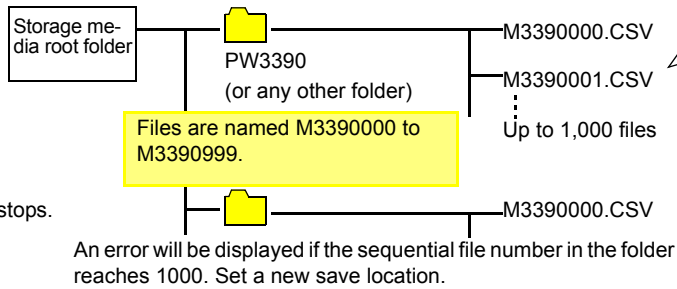 Storage me-
dia root folder
M3390000.CSV
PW3390
(or any other folder)
M3390001.CSV
Up to 1,000 files
Files are named M3390000 to
M3390999.
stops.
M3390000.CSV
An error will be displayed if the sequential file number in the folder
reaches 1000. Set a new save location.